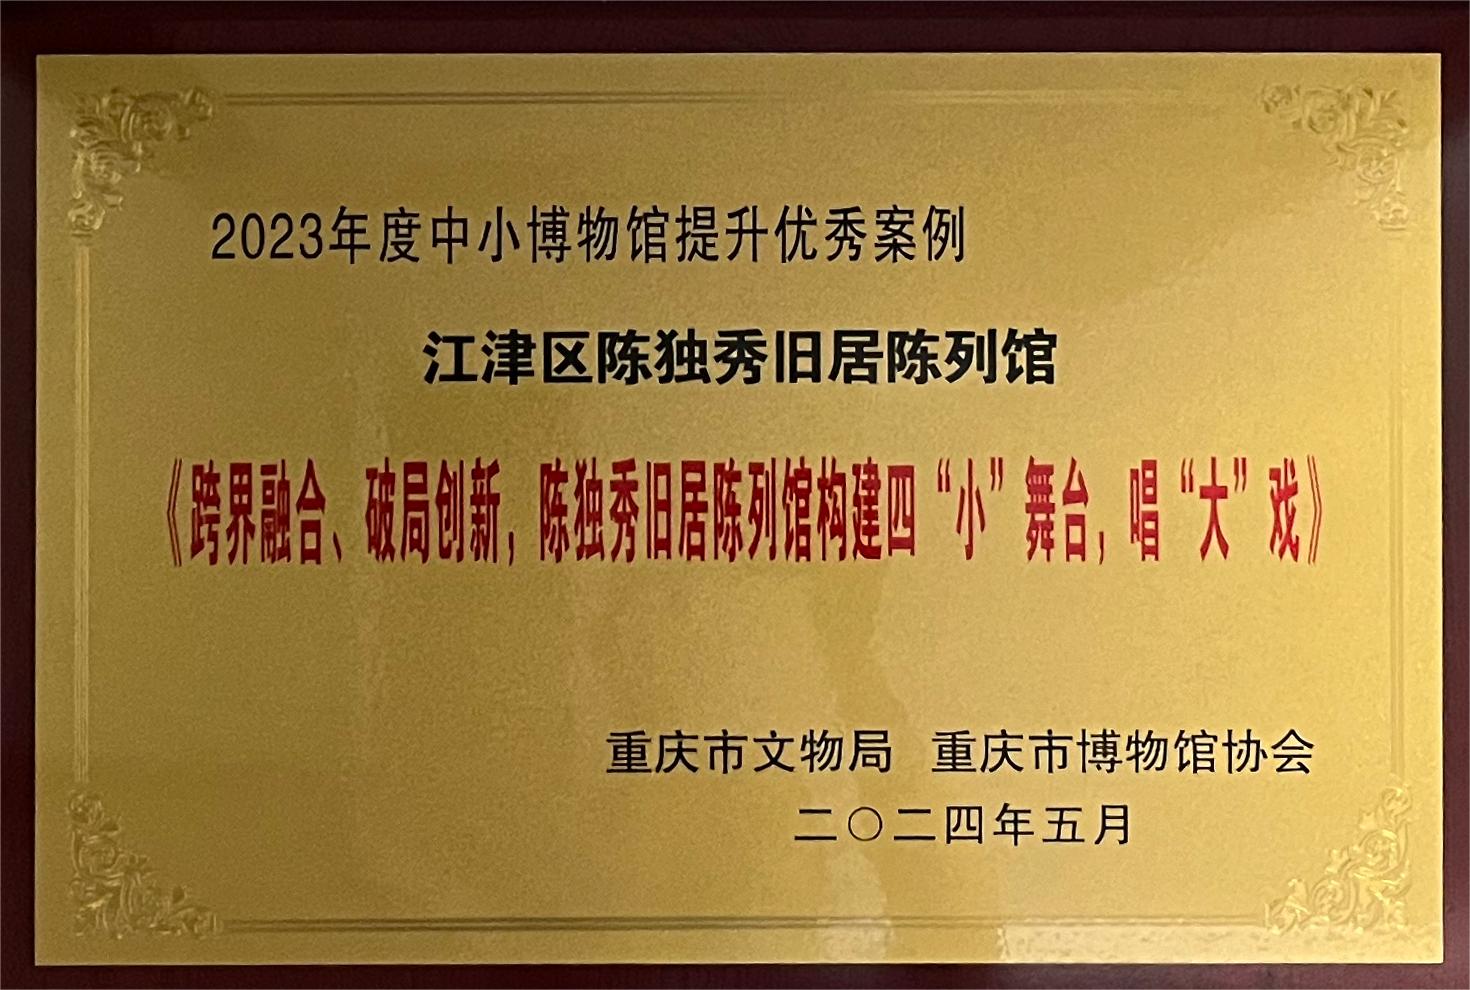 2023年度中小博物馆提升优秀案例
江津区陈独秀旧居陈列馆
《跨界融合、破局创新，陈独秀旧居陈列馆构建四“小”舞台，唱“大”戏》
重庆市文物局 重庆市博物馆协会
二〇二四年五月